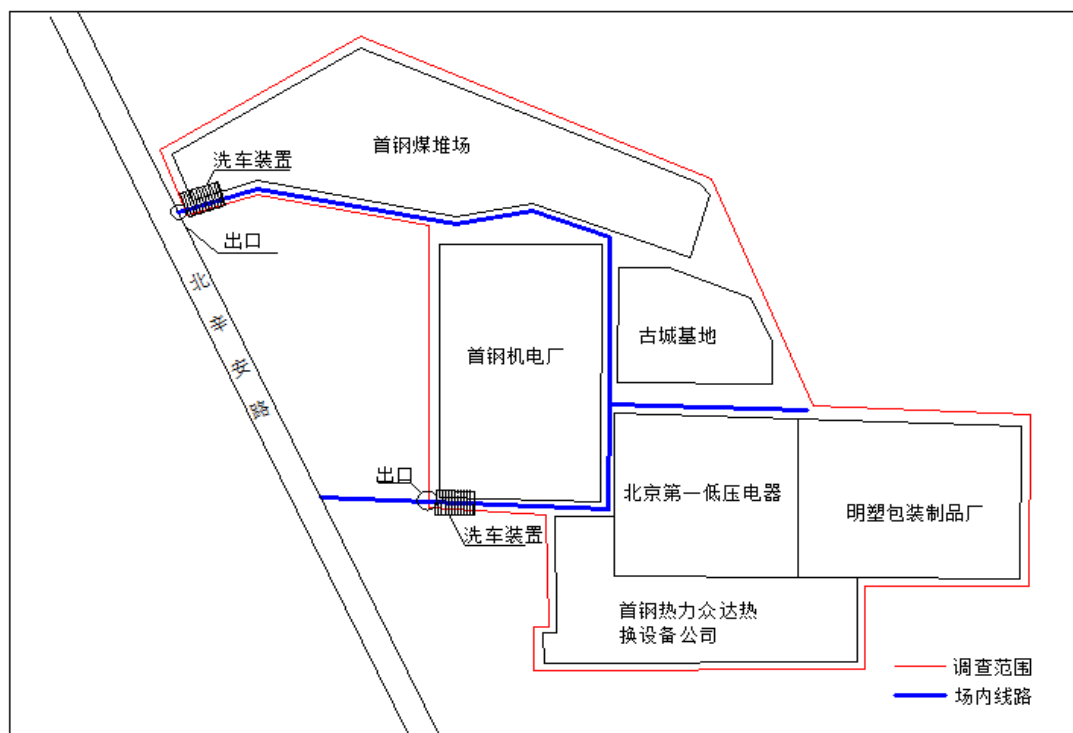 首钢煤堆场
洗车装置
出口
北辛安路
古城基地
首钢机电厂
出口
北京第一低压电器
明塑包装制品厂
洗车装置
首钢热力众达热
换设备公司
调查范围
场内线路